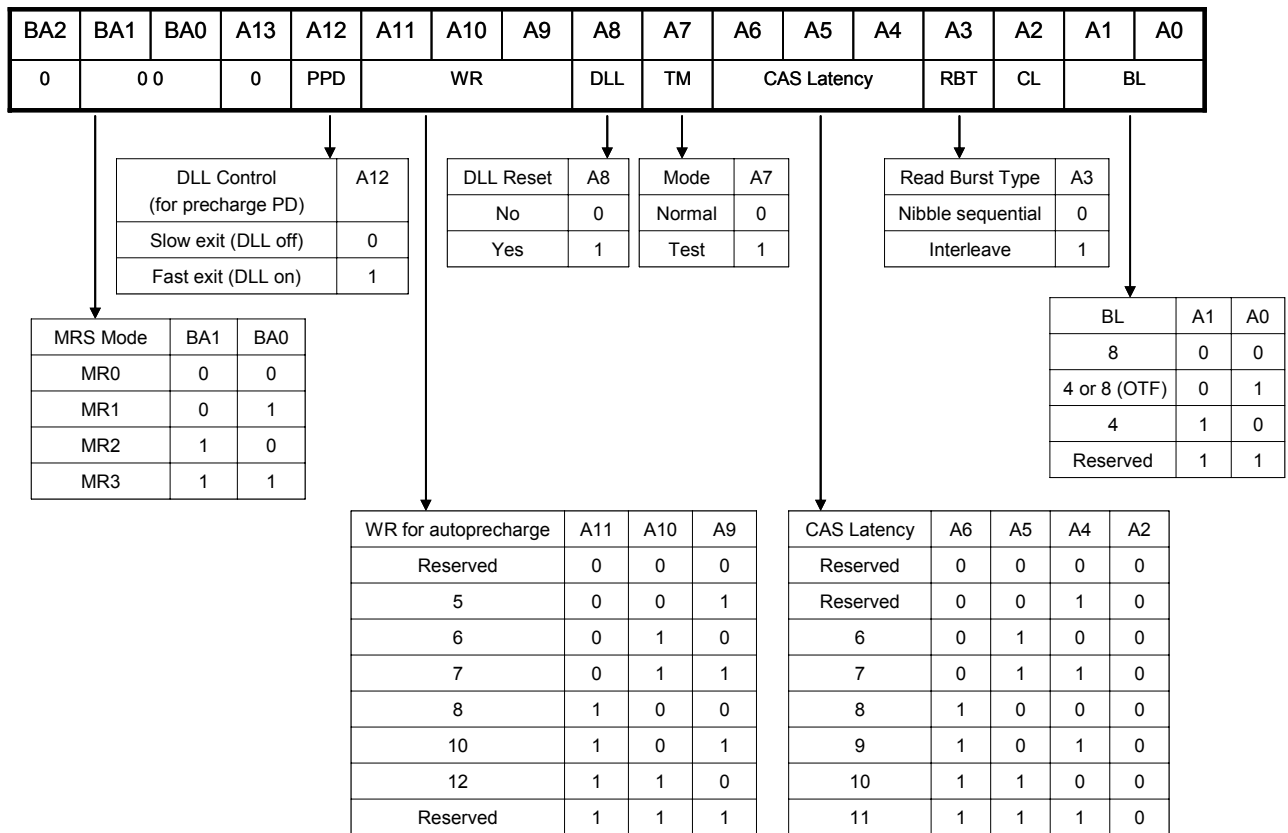 BA2 BA1 BA0 A13 A12 A11 A10 A9 A8 A7 A6 A5 A4 A3 A2 A1 A0
0 0 0 0 PPD WR DLL TM CAS Latency RBT CL BL
DLL Control (for precharge PD) A12
Slow exit (DLL off) 0
Fast exit (DLL on) 1
DLL Reset A8
No 0
Yes 1
Mode A7
Normal 0
Test 1
Read Burst Type A3
Nibble sequential 0
Interleave 1
MRS Mode BA1 BA0
MR0 0 0
MR1 0 1
MR2 1 0
MR3 1 1
BL A1 A0
8 0 0
4 or 8 (OTF) 0 1
4 1 0
Reserved 1 1
WR for autoprecharge A11 A10 A9
Reserved 0 0 0
5 0 0 1
6 0 1 0
7 0 1 1
8 1 0 0
10 1 0 1
12 1 1 0
Reserved 1 1 1
CAS Latency A6 A5 A4 A2
Reserved 0 0 0 0
Reserved 0 0 1 0
6 0 1 0 0
7 0 1 1 0
8 1 0 0 0
9 1 0 1 0
10 1 1 0 0
11 1 1 1 0